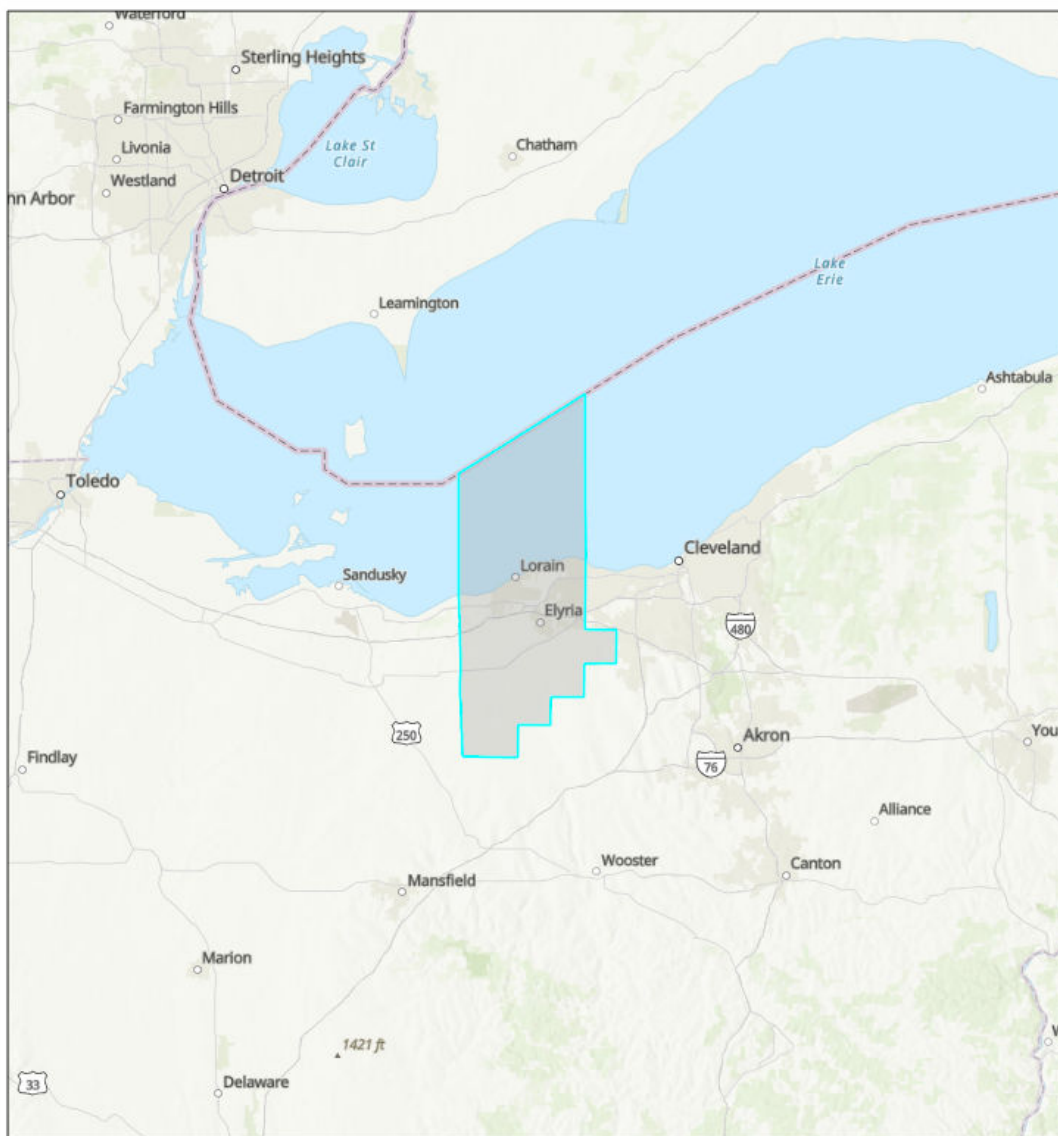 Waterford
Sterling Heights
Farmington Hills
Lake St
Clair
Chatham
Livonia
Detroit
Westland
nn Arbor
Lake
Erie
Leamington
Ashtabula
Toledo
Cleveland
Sandusky
Lorain
Elyria
480
250
Akron
You
76
Findlay
Alliance
Wooster
Canton
Mansfield
Marion
1421 ft
W
33
Delaware